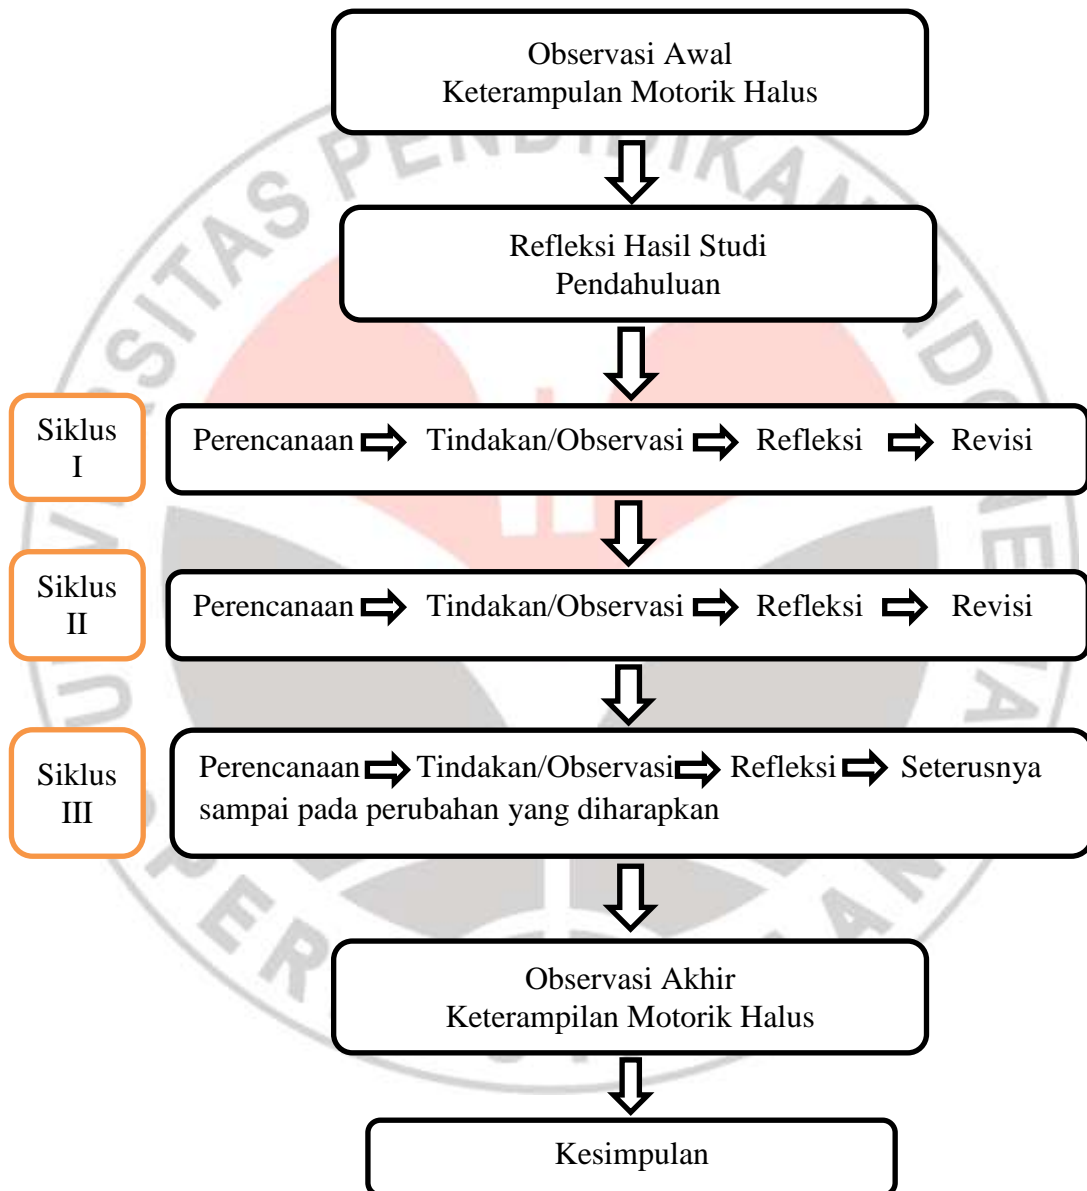 Observasi Awal
Keterampulan Motorik Halus
Refleksi Hasil Studi
Pendahuluan
Siklus
I
Perencanaan Tindakan/Observasi Refleksi Revisi
Siklus
II
Perencanaan Tindakan/Observasi Refleksi Revisi
Siklus
III
Perencanaan Tindakan/Observasi Refleksi Seterusnya
sampai pada perubahan yang diharapkan
Observasi Akhir
Keterampilan Motorik Halus
Kesimpulan